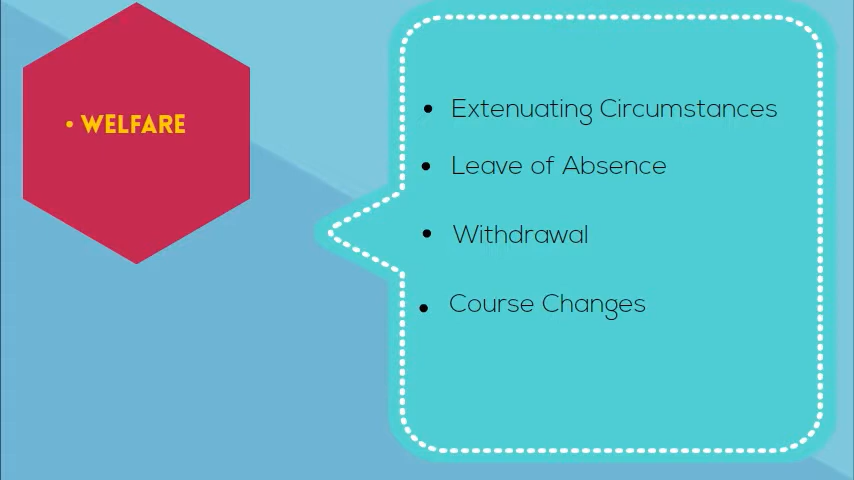 • WELFARE
• Extenuating Circumstances
• Leave of Absence
• Withdrawal
• Course Changes